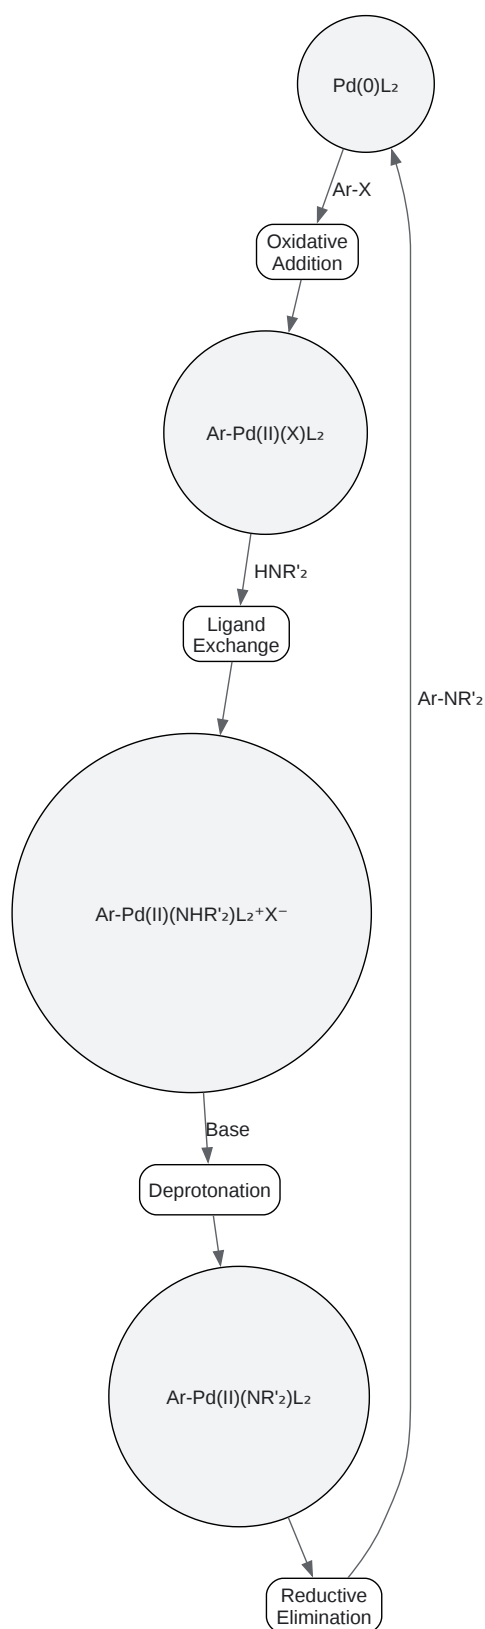 Pd(0)L₂
Ar-X
Oxidative
Addition
Ar-Pd(II)(X)L₂
HNR'₂
Ligand
Exchange
Ar-NR'₂
Ar-Pd(II)(NHR'₂)L₂⁺X⁻
Base
Deprotonation
Ar-Pd(II)(NR'₂)L₂
Reductive
Elimination